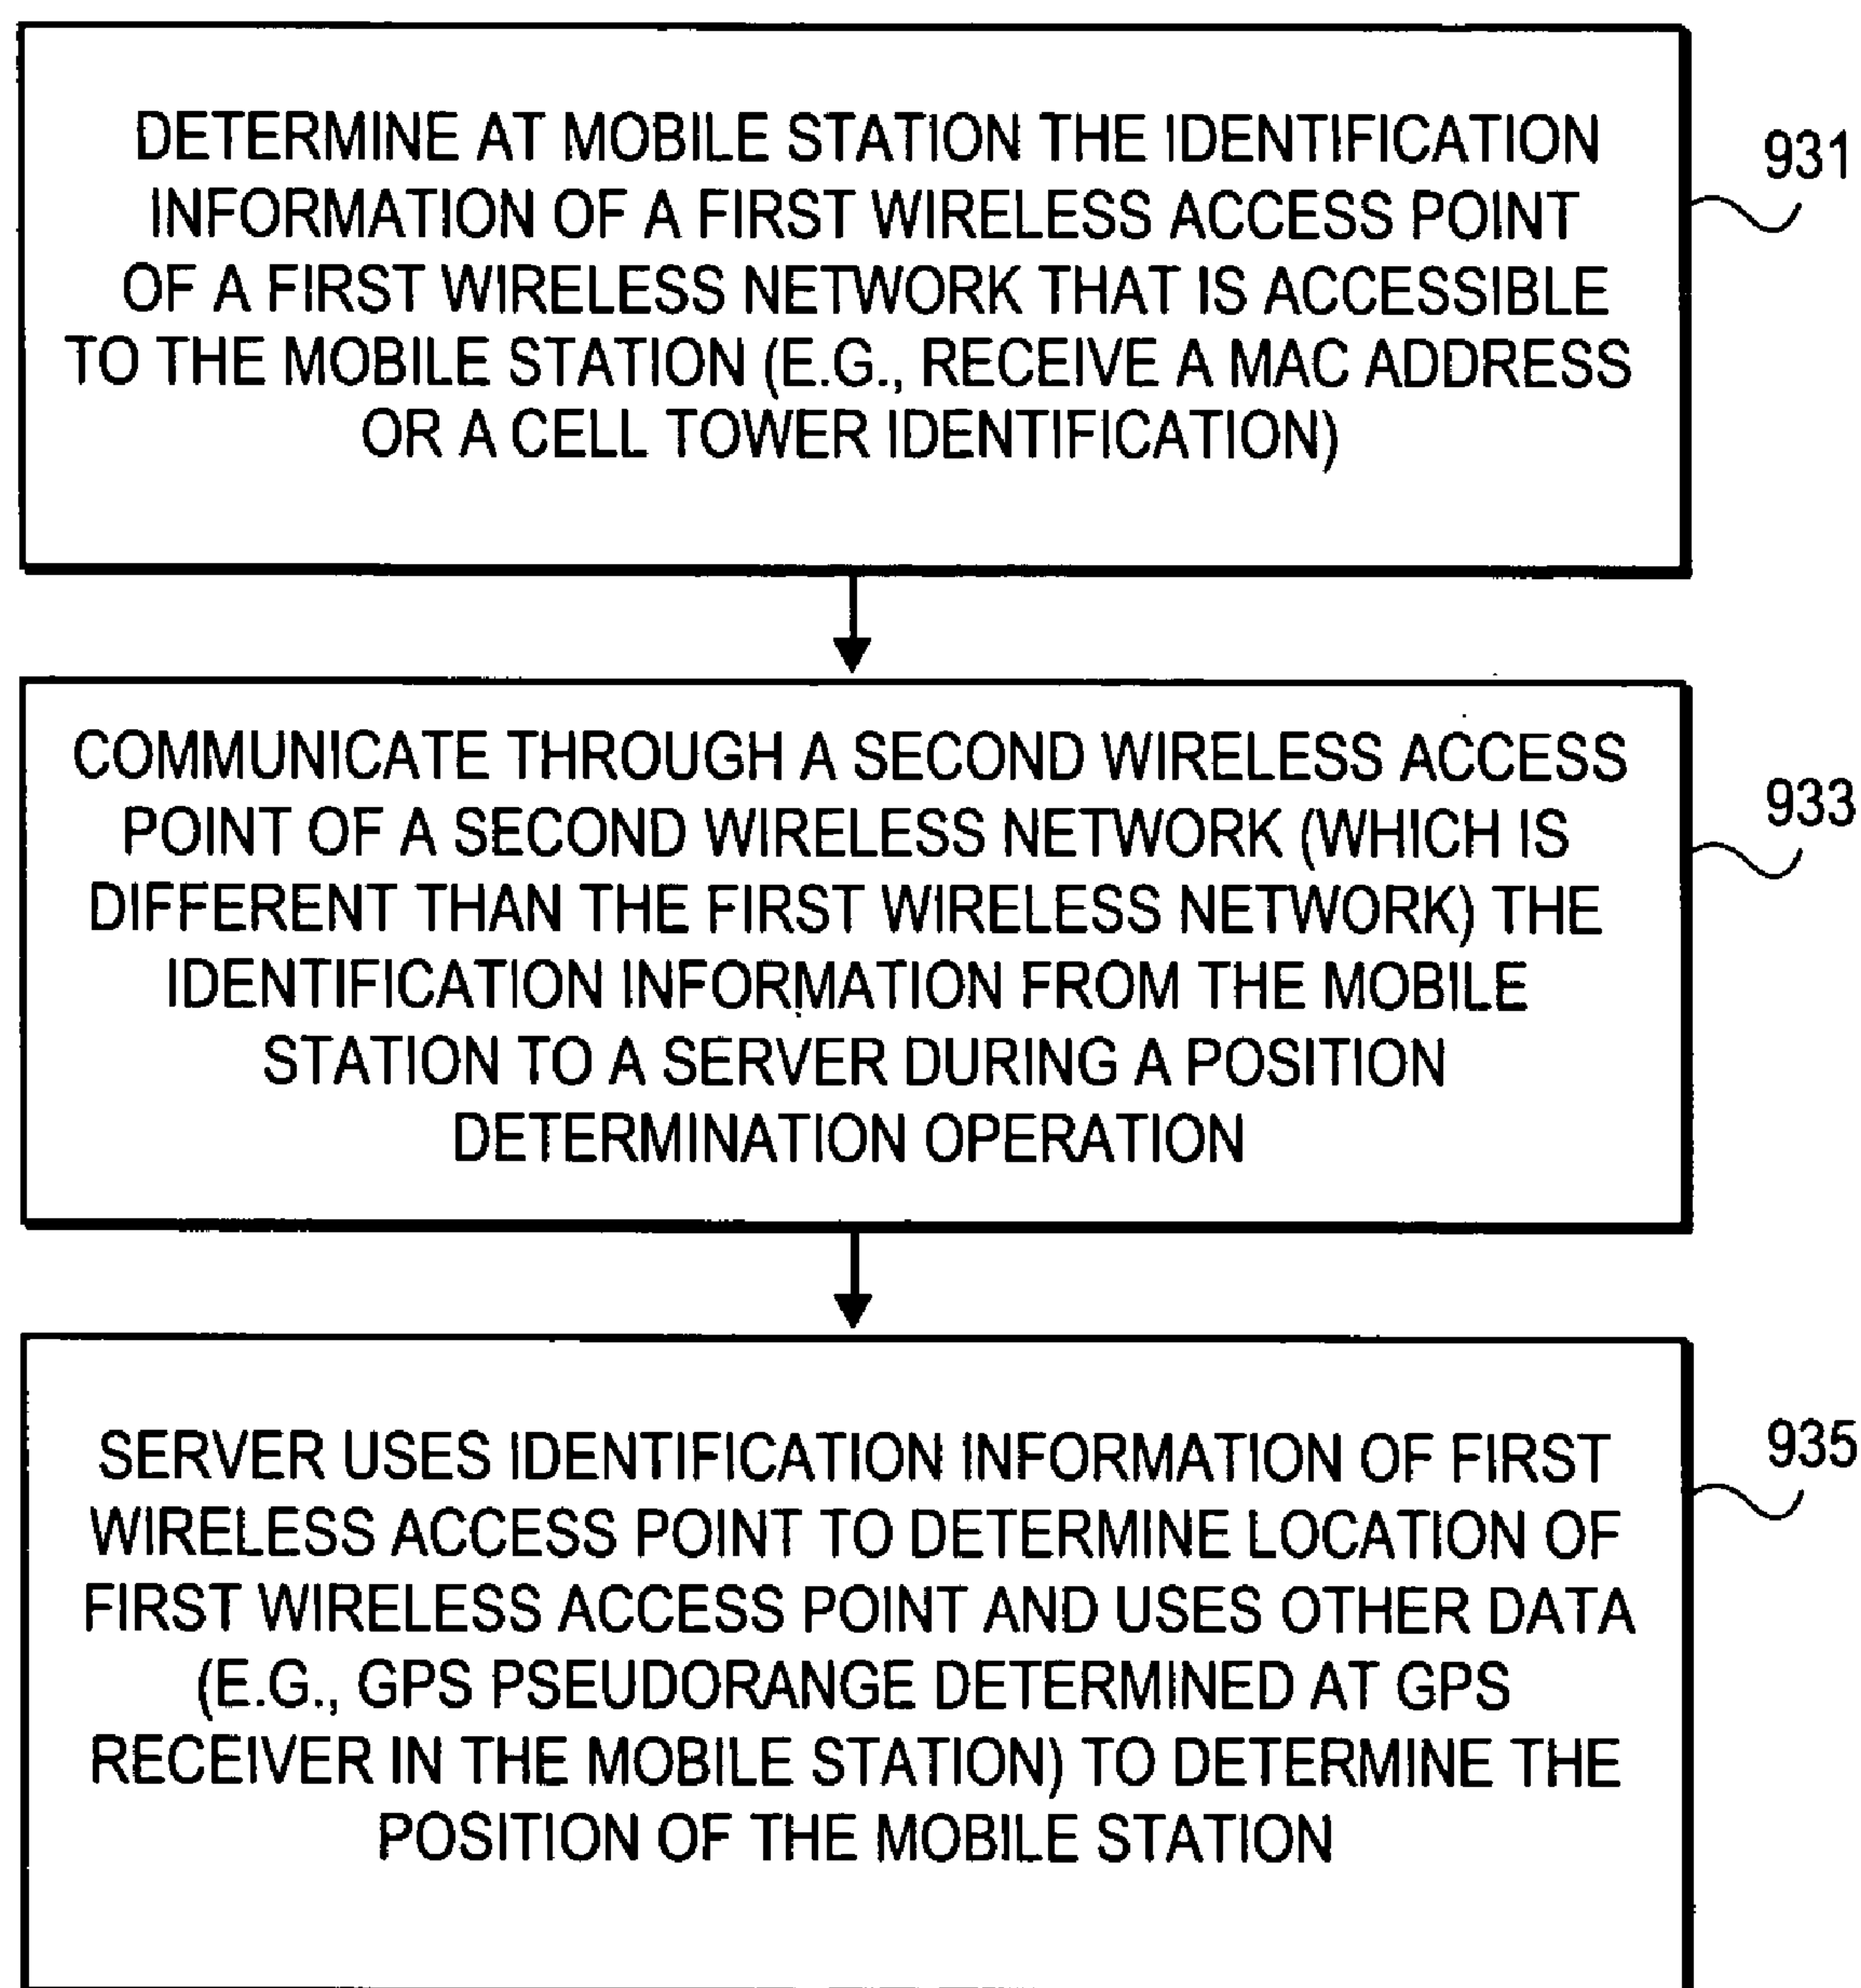 DETERMINE AT MOBILE STATION THE IDENTIFICATION
INFORMATION OF A FIRST WIRELESS ACCESS POINT
OF A FIRST WIRELESS NETWORK THAT IS ACCESSIBLE
TO THE MOBILE STATION (E.G., RECEIVE A MAC ADDRESS
OR A CELL TOWER IDENTIFICATION)
931
COMMUNICATE THROUGH A SECOND WIRELESS ACCESS
POINT OF A SECOND WIRELESS NETWORK (WHICH IS
DIFFERENT THAN THE FIRST WIRELESS NETWORK) THE
IDENTIFICATION INFORMATION FROM THE MOBILE
STATION TO A SERVER DURING A POSITION
DETERMINATION OPERATION
933
SERVER USES IDENTIFICATION INFORMATION OF FIRST
WIRELESS ACCESS POINT TO DETERMINE LOCATION OF
FIRST WIRELESS ACCESS POINT AND USES OTHER DATA
(E.G., GPS PSEUDORANGE DETERMINED AT GPS
RECEIVER IN THE MOBILE STATION) TO DETERMINE THE
POSITION OF THE MOBILE STATION
935